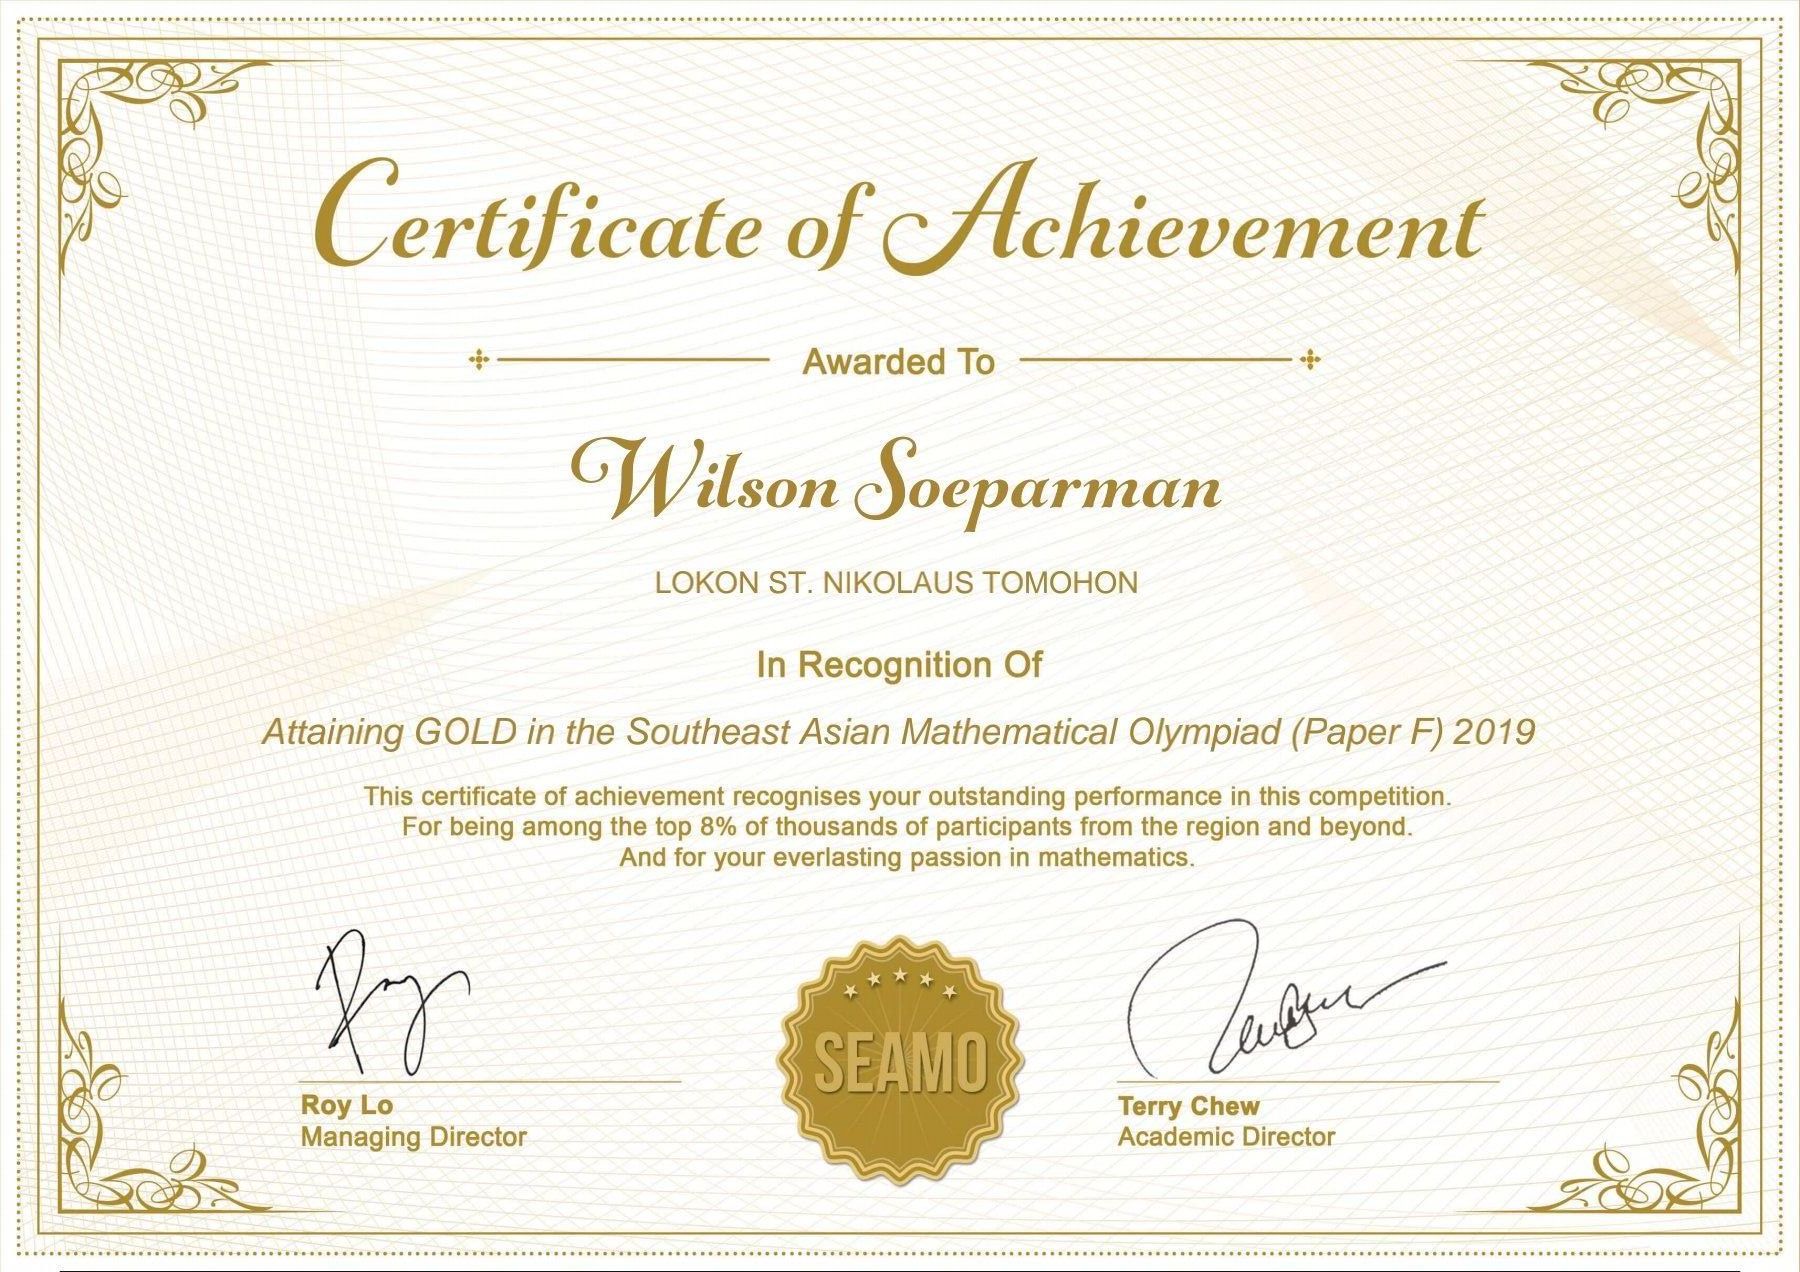 Certificate of Achievement
Awarded To
Wilson Soeparman
LOKON ST. NIKOLAUS TOMOHON
In Recognition Of
Attaining GOLD in the Southeast Asian Mathematical Olympiad (Paper F) 2019
This certificate of achievement recognises your outstanding performance in this competition.
For being among the top 8% of thousands of participants from the region and beyond.
And for your everlasting passion in mathematics.
SEAMO
Roy Lo
Managing Director
Terry Chew
Academic Director